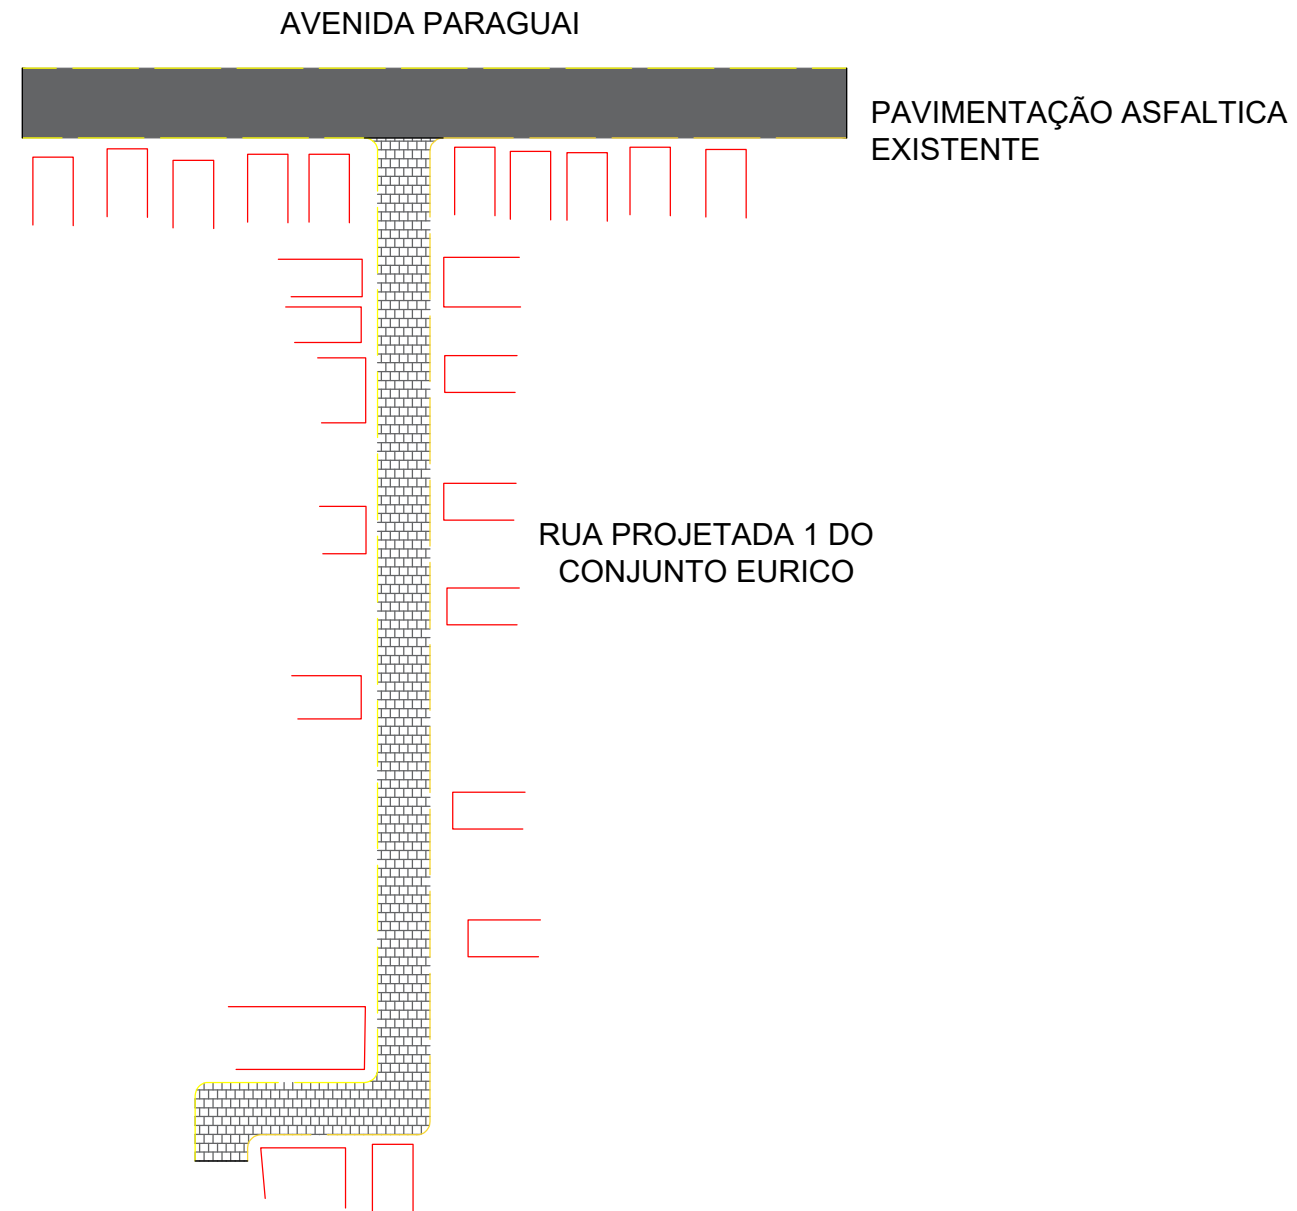 AVENIDA PARAGUAI
PAVIMENTAÇÃO ASFALTICA
EXISTENTE
RUA PROJETADA 1 DO
CONJUNTO EURICO